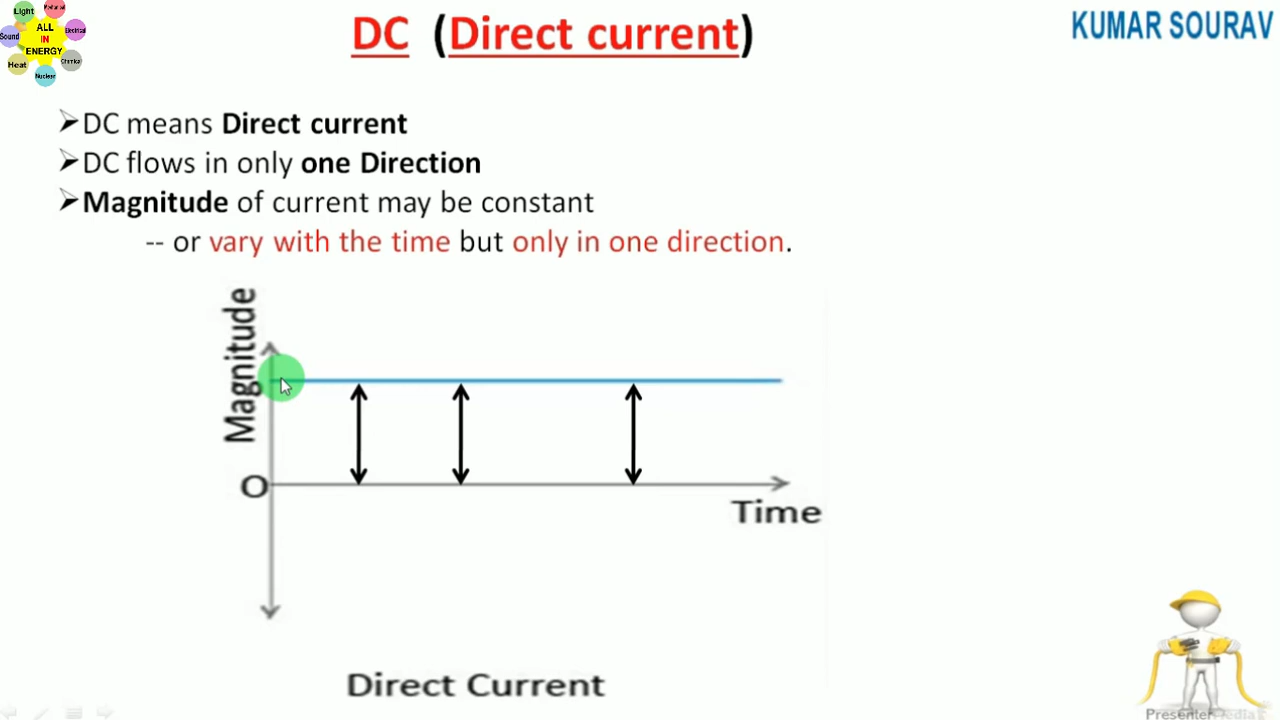 Light
ALL
IN
ENERGY
Sound
Electrical
Heat
Nuclear
DC (Direct current)
KUMAR SOURAV
➢DC means Direct current
➢DC flows in only one Direction
➢Magnitude of current may be constant
-- or vary with the time but only in one direction.
Magnitude
O
Time
Direct Current